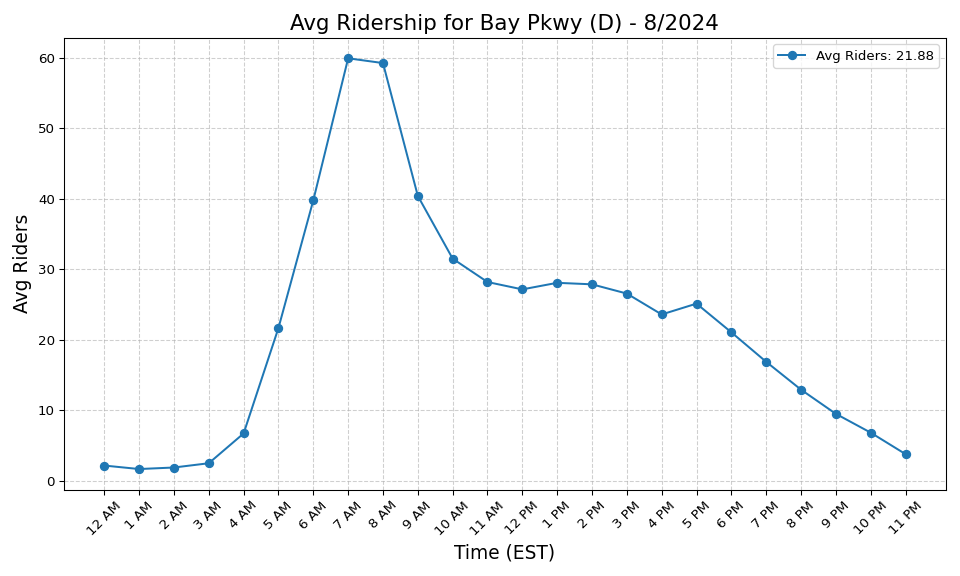 Avg Ridership for Bay Pkwy (D) - 8/2024
Avg Riders: 21.88
Avg Riders
60
50
40
30
20
10
0
12 AM
1 AM
2 AM
3 AM
4 AM
5 AM
6 AM
7 AM
8 AM
9 AM
10 AM
11 AM
12 PM
1 PM
2 PM
3 PM
4 PM
5 PM
6 PM
7 PM
8 PM
9 PM
10 PM
11 PM
Time (EST)